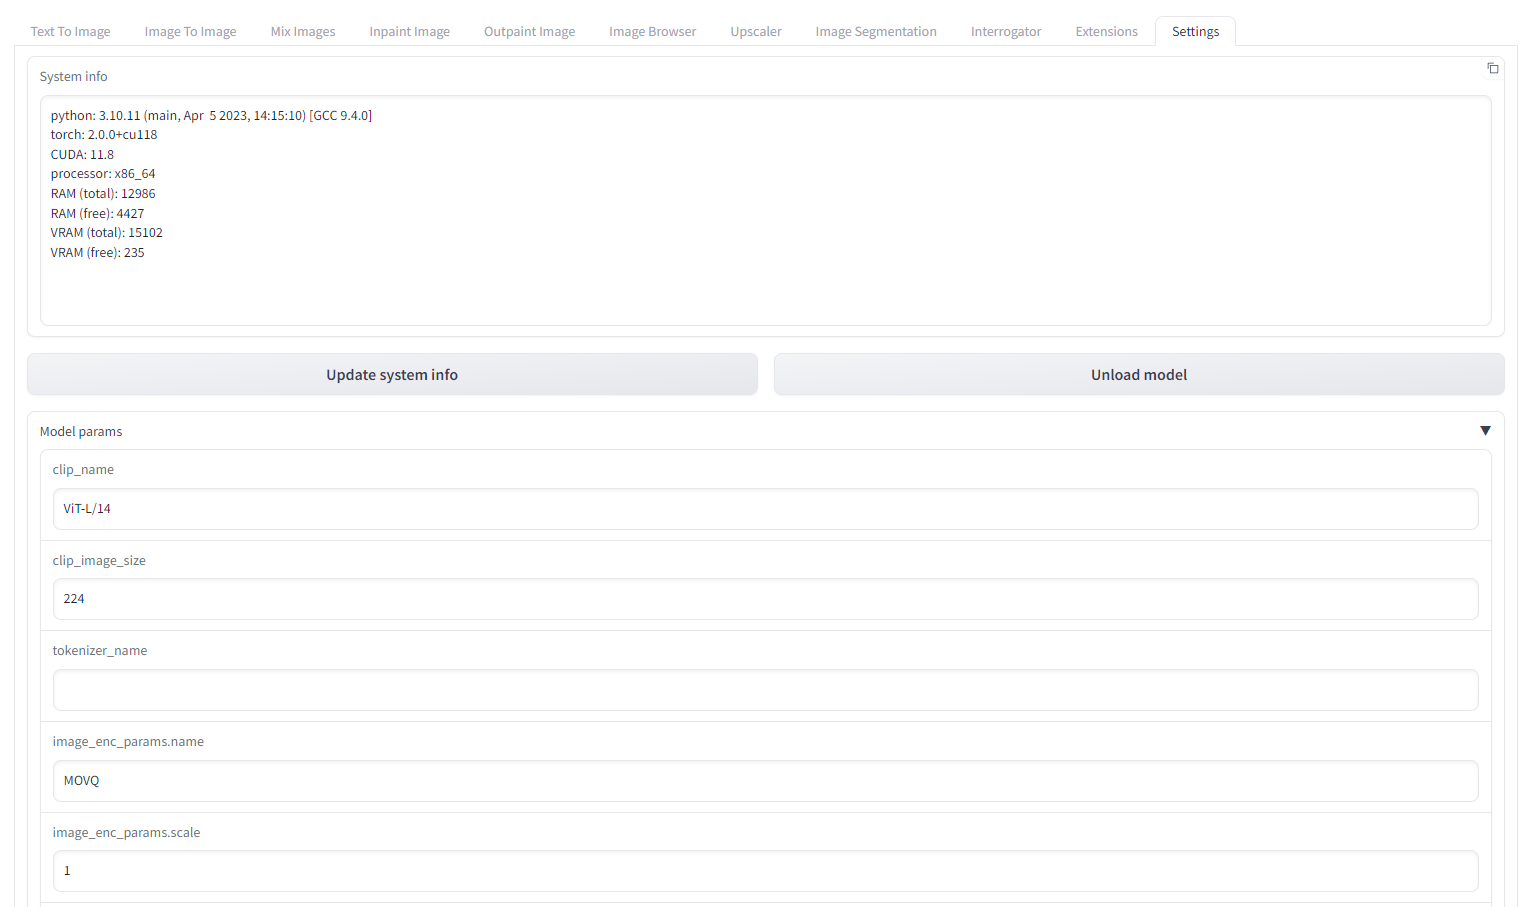 Text To Image Image To Image Mix Images Inpaint Image Outpaint Image Image Browser Upscaler Image Segmentation Interrogator Extensions Settings
System info
python: 3.10.11 (main, Apr  5 2023, 14:15:10) [GCC 9.4.0]
torch: 2.0.0+cu118
CUDA: 11.8
processor: x86_64
RAM (total): 12986
RAM (free): 4427
VRAM (total): 15102
VRAM (free): 235
Update system info Unload model
Model params
clip_name
ViT-L/14
clip_image_size
224
tokenizer_name
image_enc_params.name
MOVQ
image_enc_params.scale
1